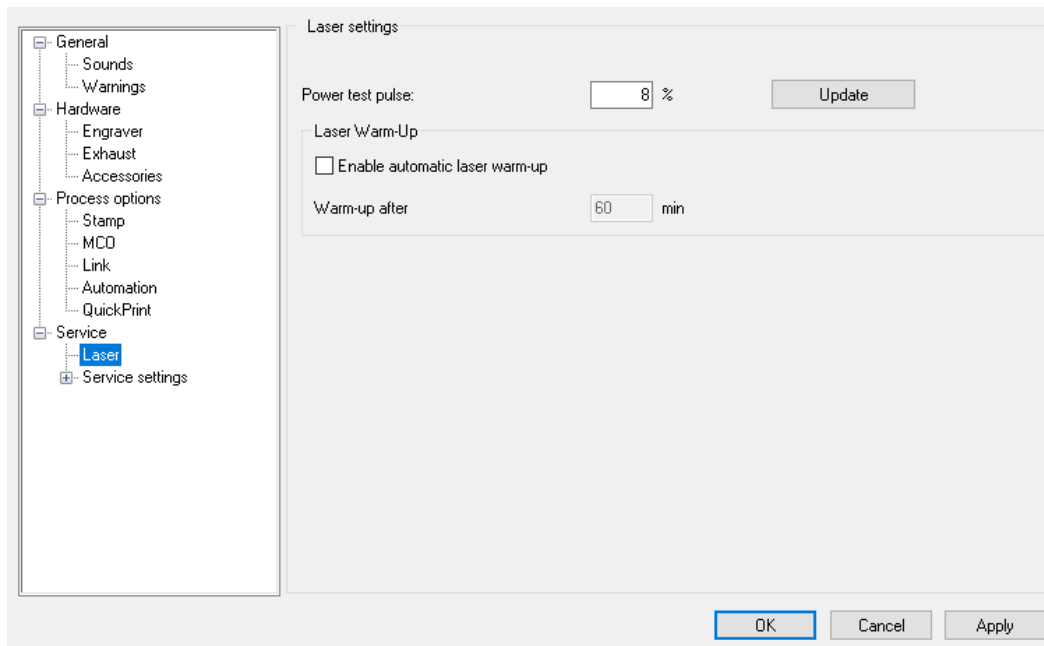 General
Sounds
Warnings
Hardware
Engraver
Exhaust
Accessories
Process options
Stamp
MCO
Link
Automation
QuickPrint
Service
Laser
Service settings
Laser settings
Power test pulse: 8 % Update
Laser Warm-Up
Enable automatic laser warm-up
Warm-up after 60 min
OK Cancel Apply